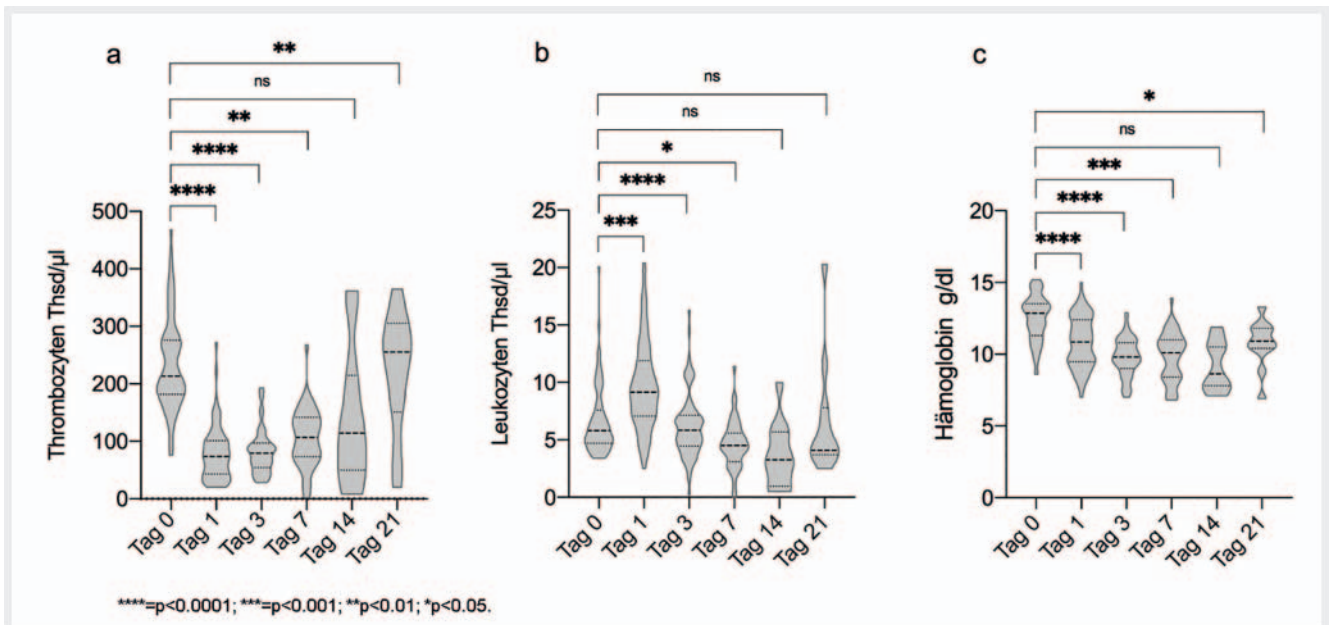 a
**
ns
**
****
****
Thrombozyten Thsd/µl
500
400
300
200
100
0
Tag 0
Tag 1
Tag 3
Tag 7
Tag 14
Tag 21
b
ns
ns
*
****
***
Leukozyten Thsd/µl
25
20
15
10
5
0
Tag 0
Tag 1
Tag 3
Tag 7
Tag 14
Tag 21
c
*
ns
***
****
****
Hämoglobin g/dl
20
15
10
5
0
Tag 0
Tag 1
Tag 3
Tag 7
Tag 14
Tag 21
****=p<0.0001; ***=p<0.001; **p<0.01; *p<0.05.